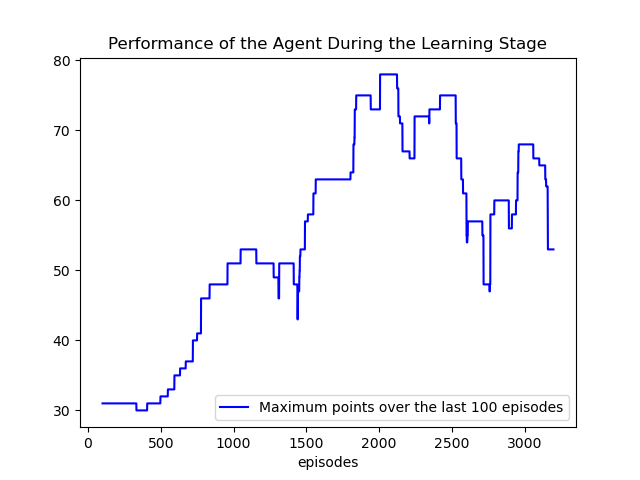 Performance of the Agent During the Learning Stage
80
70
60
50
40
30
Maximum points over the last 100 episodes
0 500 1000 1500 2000 2500 3000
episodes